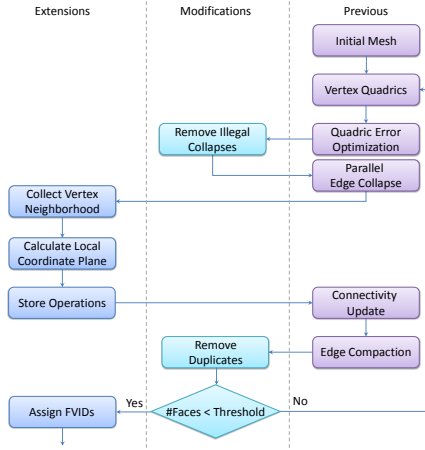 Extensions
Modifications
Previous
Initial Mesh
Vertex Quadrics
Remove Illegal
Collapses
Quadric Error
Optimization
Parallel
Edge Collapse
Collect Vertex
Neighborhood
Calculate Local
Coordinate Plane
Store Operations
Connectivity
Update
Remove
Duplicates
Edge Compaction
Assign FVIDs
Yes
#Faces < Threshold
No